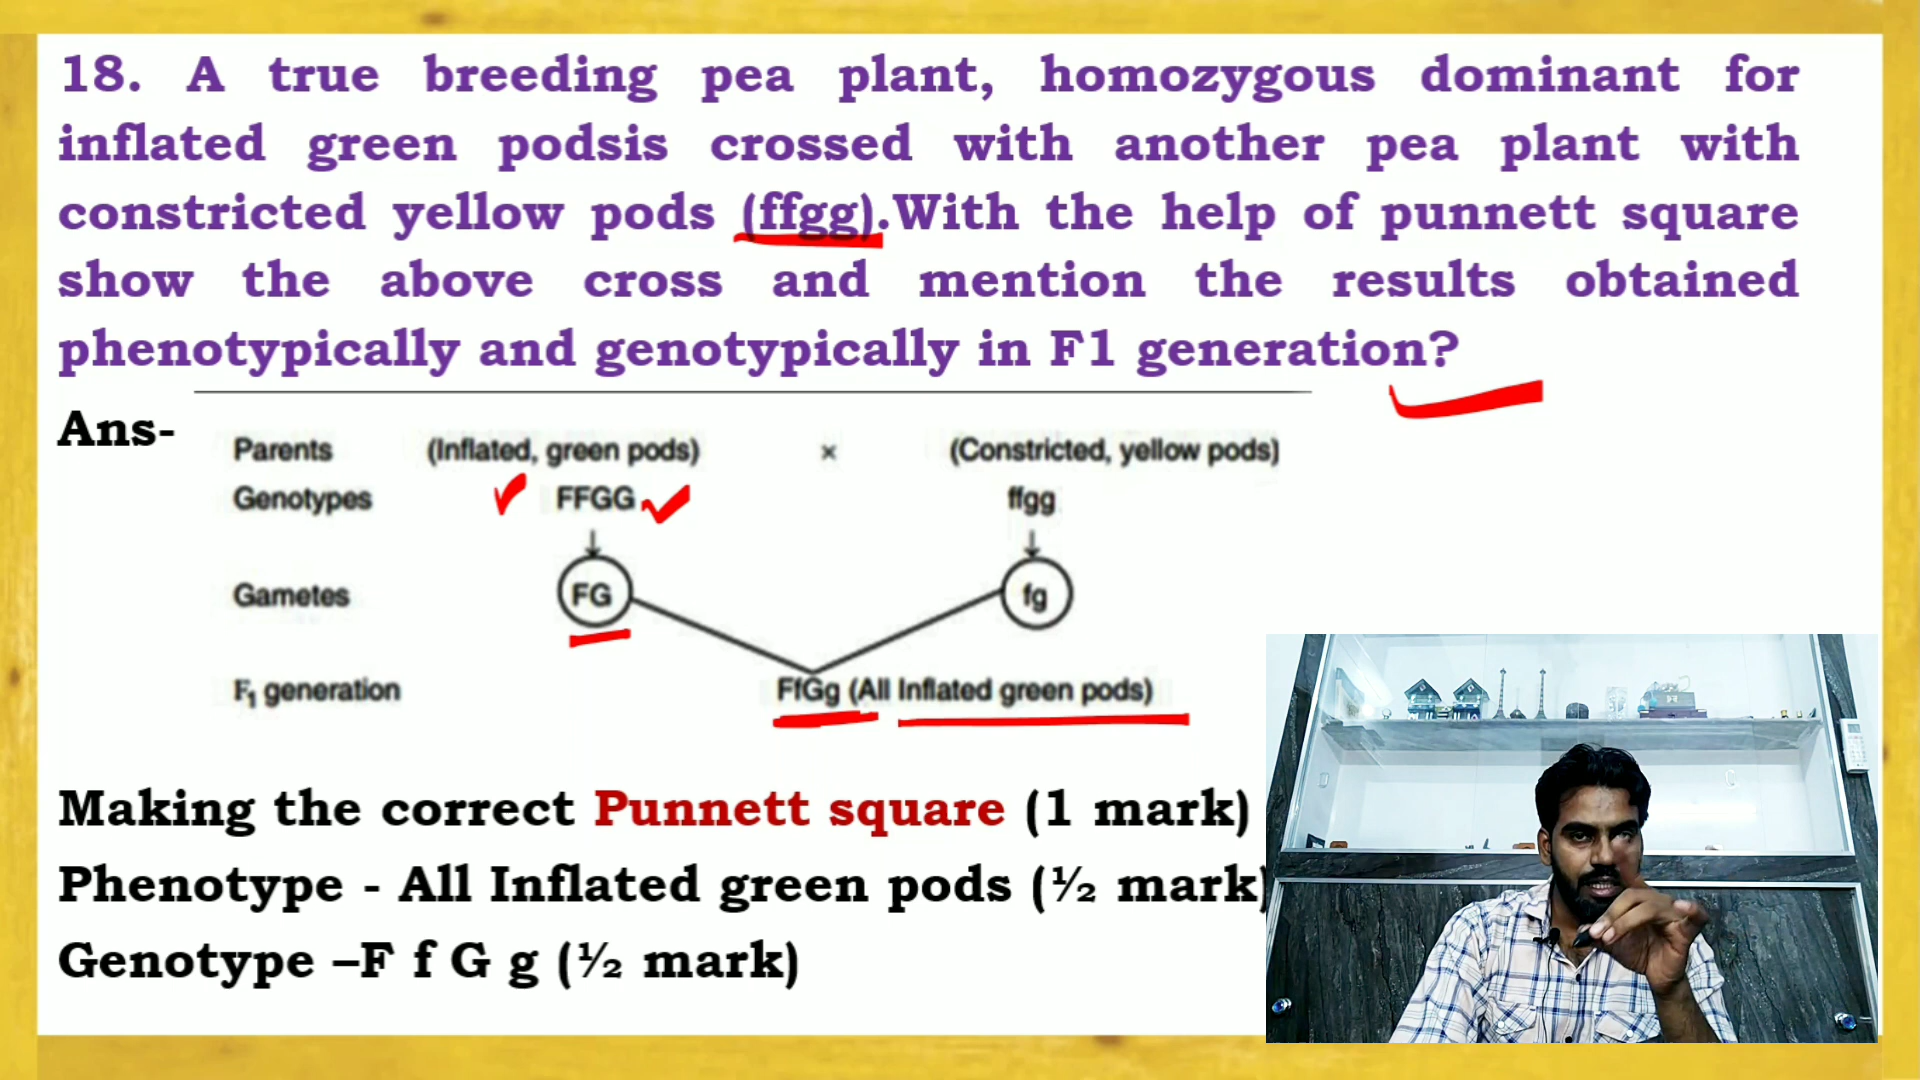 18. A true breeding pea plant, homozygous dominant for
inflated green podsis crossed with another pea plant with
constricted yellow pods (ffgg).With the help of punnett square
show the above cross and mention the results obtained
phenotypically and genotypically in F1 generation?
Ans-
Parents (Inflated, green pods) × (Constricted, yellow pods)
Genotypes FFGG ffgg
Gametes FG fg
F₁ generation FfGg (All Inflated green pods)
Making the correct Punnett square (1 mark)
Phenotype - All Inflated green pods (½ mark)
Genotype –F f G g (½ mark)